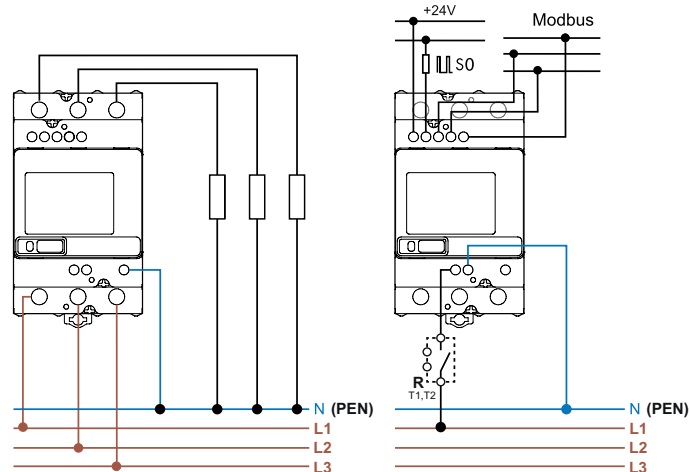 +24V
Modbus
S0
N (PEN)
L1
L2
L3
R
T1,T2
N (PEN)
L1
L2
L3